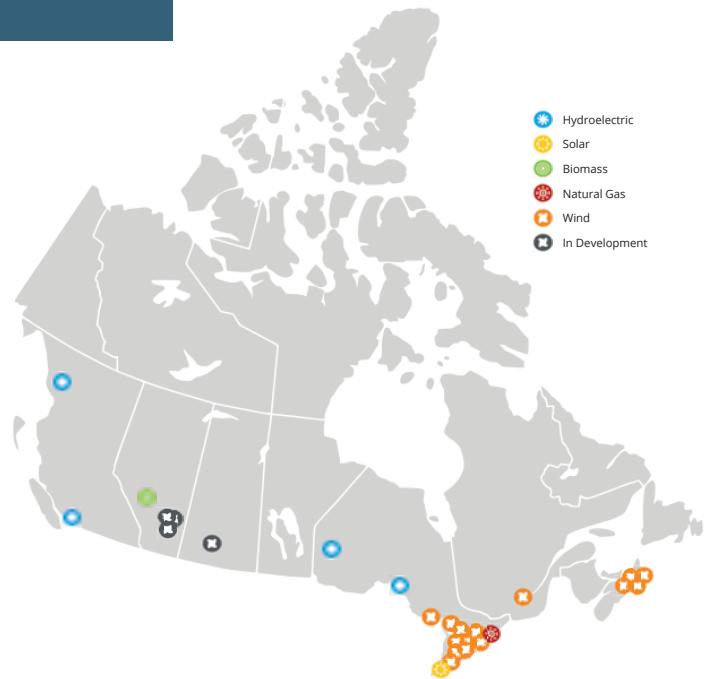 Hydroelectric
Solar
Biomass
Natural Gas
Wind
In Development